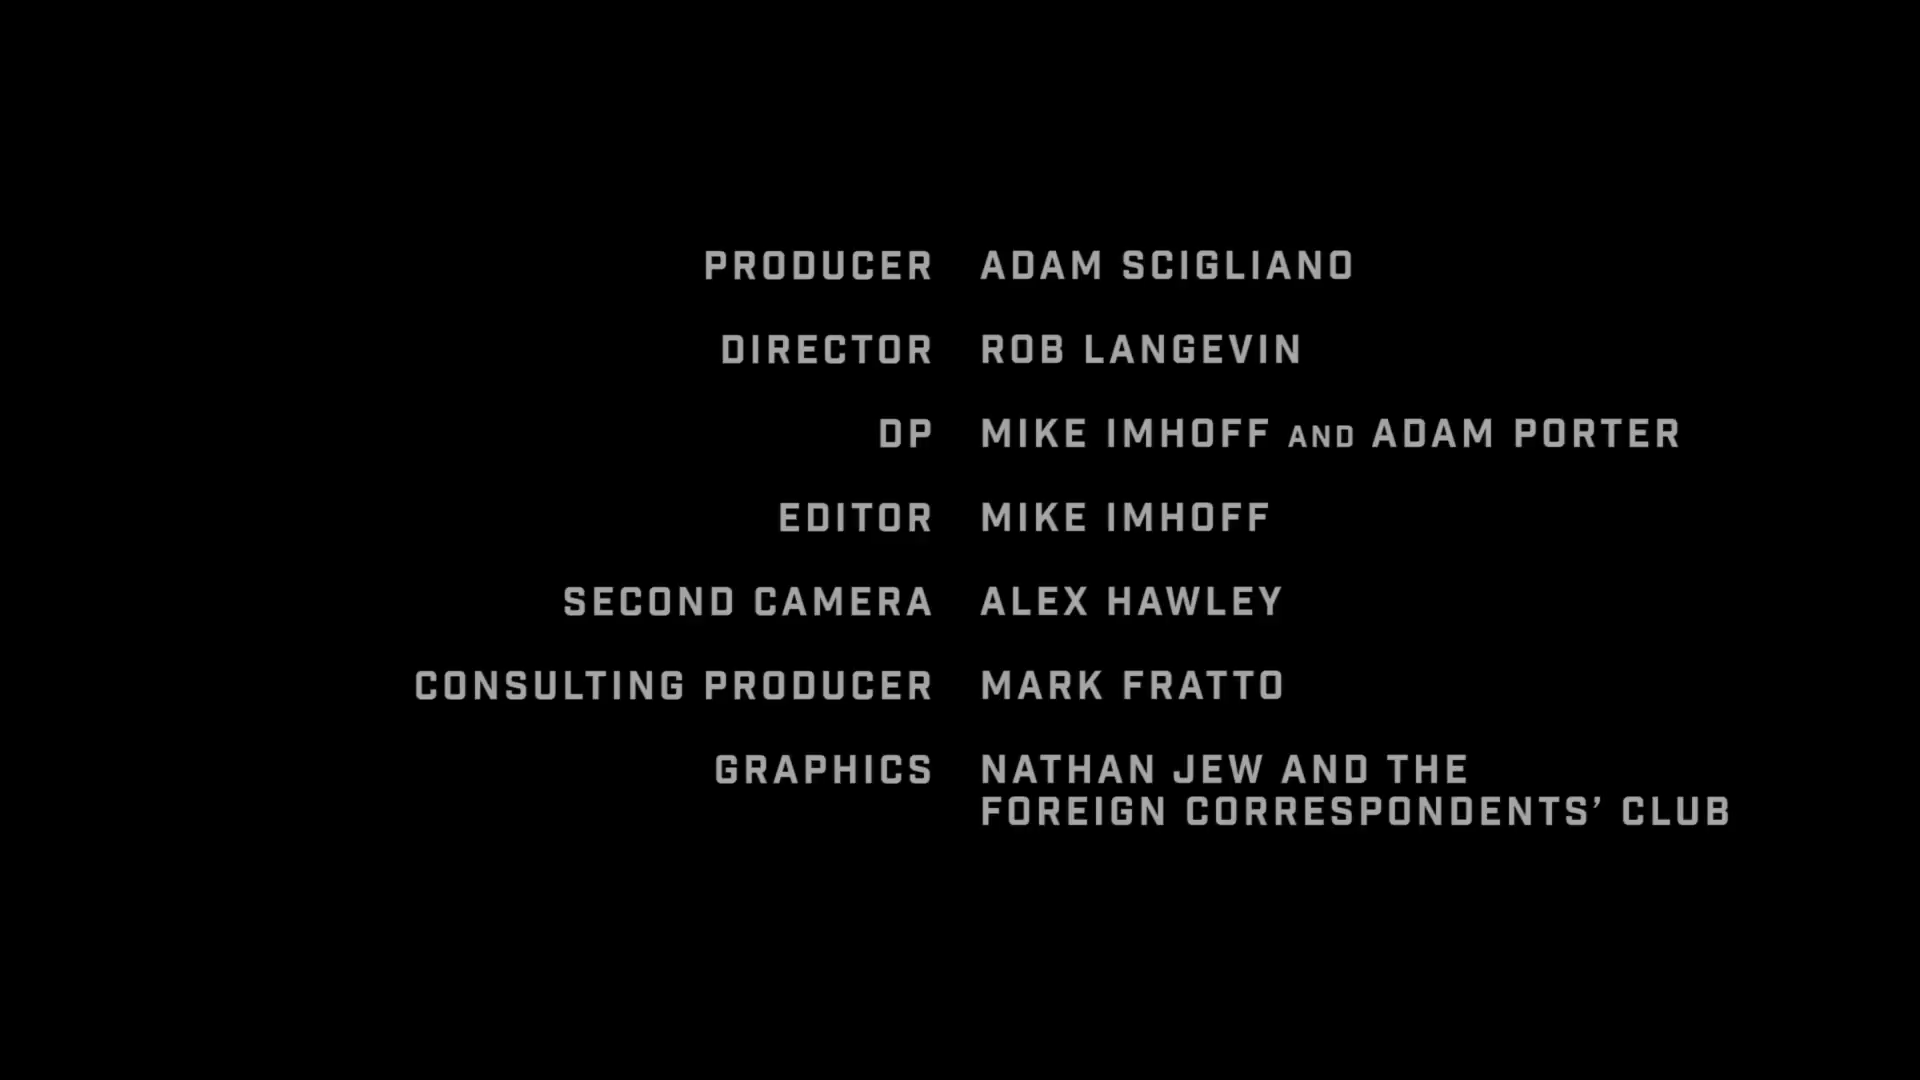 PRODUCER ADAM SCIGLIANO
DIRECTOR ROB LANGEVIN
DP MIKE IMHOFF AND ADAM PORTER
EDITOR MIKE IMHOFF
SECOND CAMERA ALEX HAWLEY
CONSULTING PRODUCER MARK FRATTO
GRAPHICS NATHAN JEW AND THE
FOREIGN CORRESPONDENTS’ CLUB